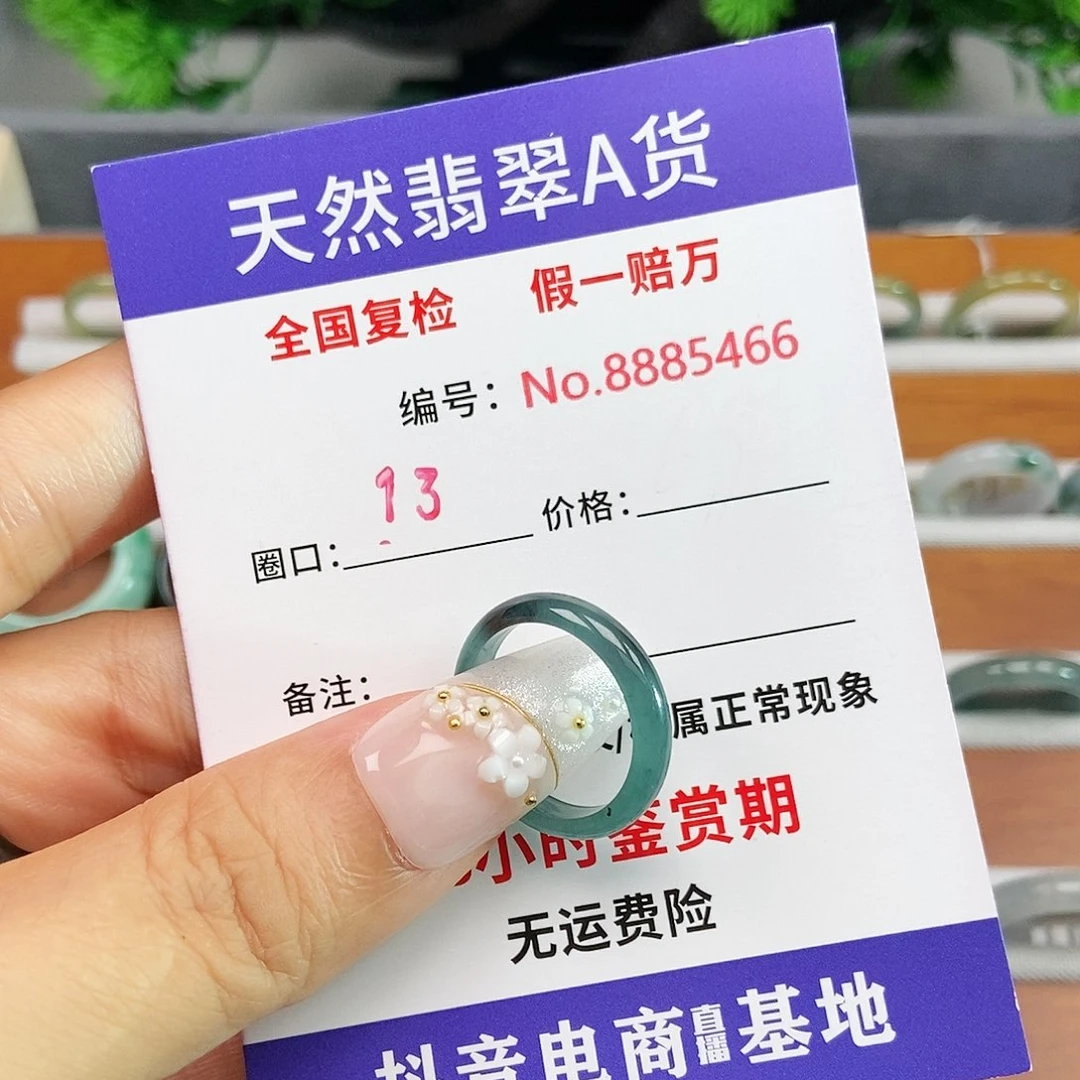 天然翡翠A货
全国复检 假一赔万
编号：No.8885466
13
圈口： 价格：
备注：
属正常现象
小时鉴赏期
无运费险
抖音电商直播基地